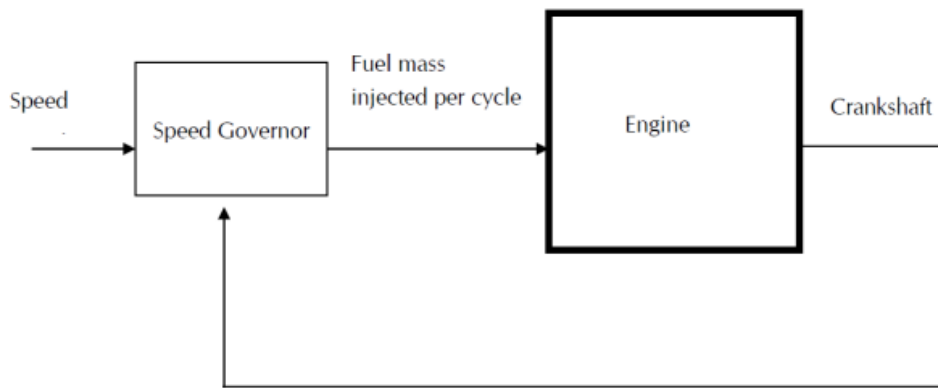 Speed
Speed Governor
Fuel mass
injected per cycle
Engine
Crankshaft